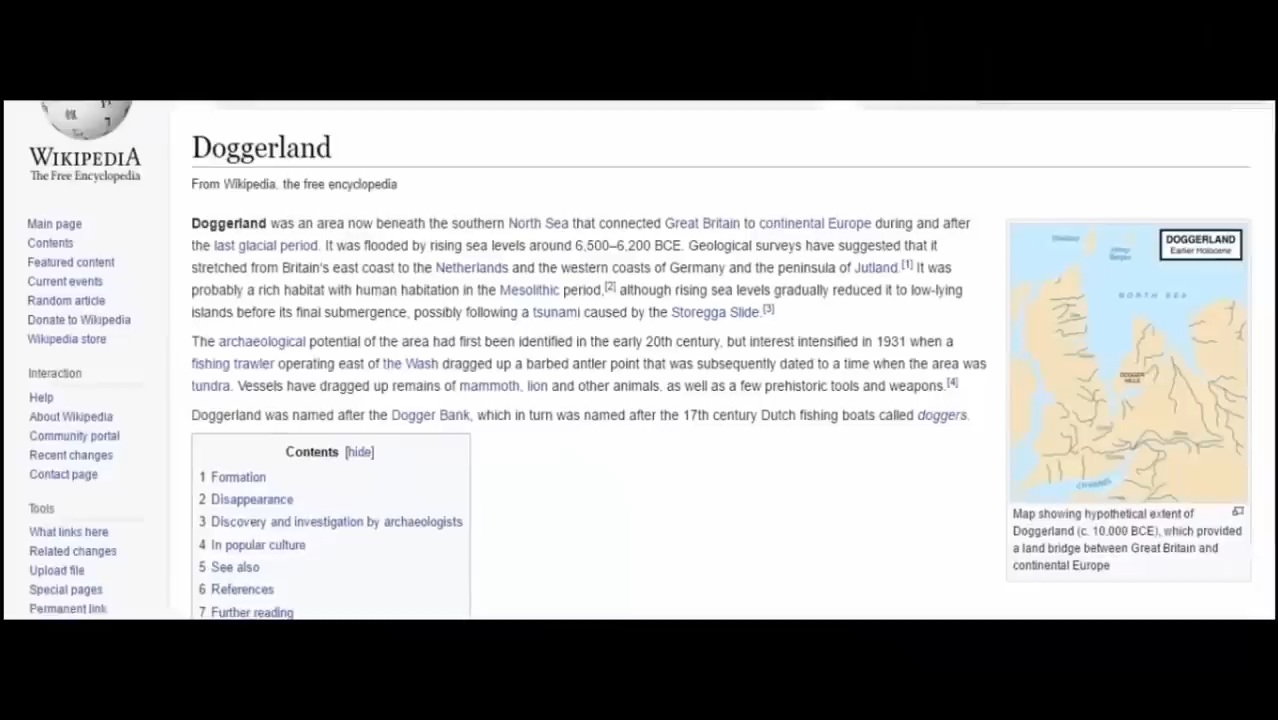 WIKIPEDIA
The Free Encyclopedia
Main page
Contents
Featured content
Current events
Random article
Donate to Wikipedia
Wikipedia store
Interaction
Help
About Wikipedia
Community portal
Recent changes
Contact page
Tools
What links here
Related changes
Upload file
Special pages
Permanent link
Doggerland
From Wikipedia, the free encyclopedia
Doggerland was an area now beneath the southern North Sea that connected Great Britain to continental Europe during and after
the last glacial period. It was flooded by rising sea levels around 6,500–6,200 BCE. Geological surveys have suggested that it
stretched from Britain's east coast to the Netherlands and the western coasts of Germany and the peninsula of Jutland.[1] It was
probably a rich habitat with human habitation in the Mesolithic period,[2] although rising sea levels gradually reduced it to low-lying
islands before its final submergence, possibly following a tsunami caused by the Storegga Slide.[3]
The archaeological potential of the area had first been identified in the early 20th century, but interest intensified in 1931 when a
fishing trawler operating east of the Wash dragged up a barbed antler point that was subsequently dated to a time when the area was
tundra. Vessels have dragged up remains of mammoth, lion and other animals, as well as a few prehistoric tools and weapons.[4]
Doggerland was named after the Dogger Bank, which in turn was named after the 17th century Dutch fishing boats called doggers.
Contents [hide]
1 Formation
2 Disappearance
3 Discovery and investigation by archaeologists
4 In popular culture
5 See also
6 References
7 Further reading
DOGGERLAND
Earlier Holocene
NORTH SEA
DOGGER
HILLS
Map showing hypothetical extent of
Doggerland (c. 10,000 BCE), which provided
a land bridge between Great Britain and
continental Europe